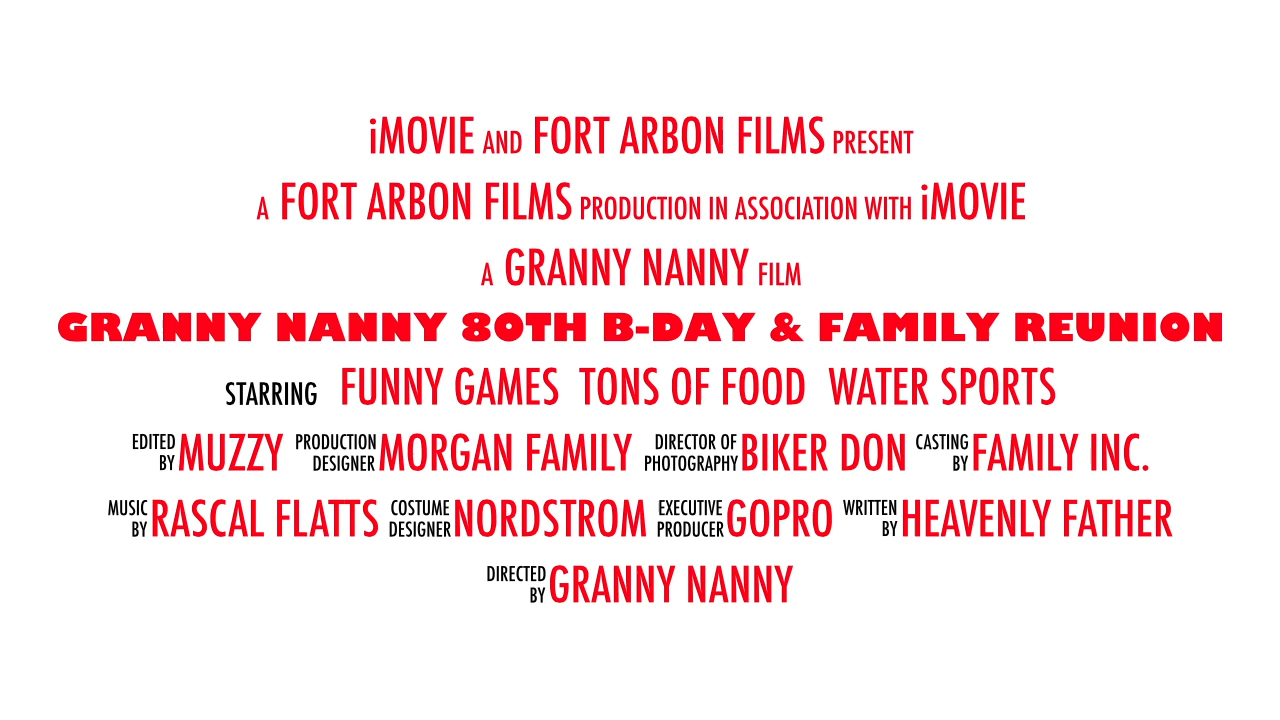 iMOVIE AND FORT ARBON FILMS PRESENT
A FORT ARBON FILMS PRODUCTION IN ASSOCIATION WITH iMOVIE
A GRANNY NANNY FILM
GRANNY NANNY 80TH B-DAY & FAMILY REUNION
STARRING FUNNY GAMES TONS OF FOOD WATER SPORTS
EDITED BY MUZZY PRODUCTION DESIGNER MORGAN FAMILY DIRECTOR OF PHOTOGRAPHY BIKER DON CASTING BY FAMILY INC.
MUSIC BY RASCAL FLATTS COSTUME DESIGNER NORDSTROM EXECUTIVE PRODUCER GOPRO WRITTEN BY HEAVENLY FATHER
DIRECTED BY GRANNY NANNY